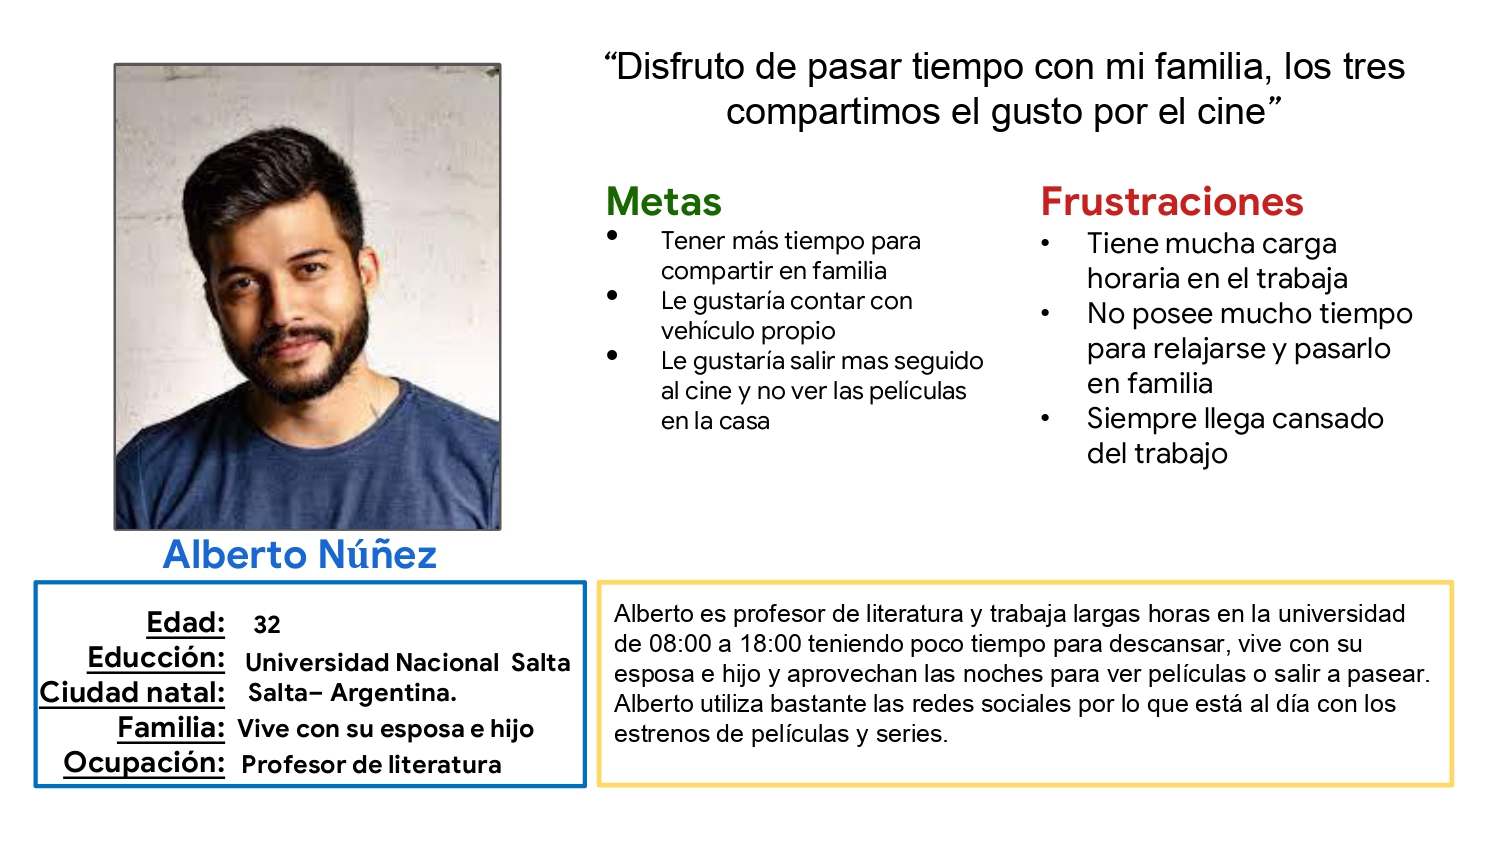 “Disfruto de pasar tiempo con mi familia, los tres
compartimos el gusto por el cine”
Metas
• Tener más tiempo para
compartir en familia
• Le gustaría contar con
vehículo propio
• Le gustaría salir mas seguido
al cine y no ver las películas
en la casa
Frustraciones
• Tiene mucha carga
horaria en el trabaja
• No posee mucho tiempo
para relajarse y pasarlo
en familia
• Siempre llega cansado
del trabajo
Alberto Núñez
Edad: 32
Educción: Universidad Nacional Salta
Ciudad natal: Salta– Argentina.
Familia: Vive con su esposa e hijo
Ocupación: Profesor de literatura
Alberto es profesor de literatura y trabaja largas horas en la universidad
de 08:00 a 18:00 teniendo poco tiempo para descansar, vive con su
esposa e hijo y aprovechan las noches para ver películas o salir a pasear.
Alberto utiliza bastante las redes sociales por lo que está al día con los
estrenos de películas y series.